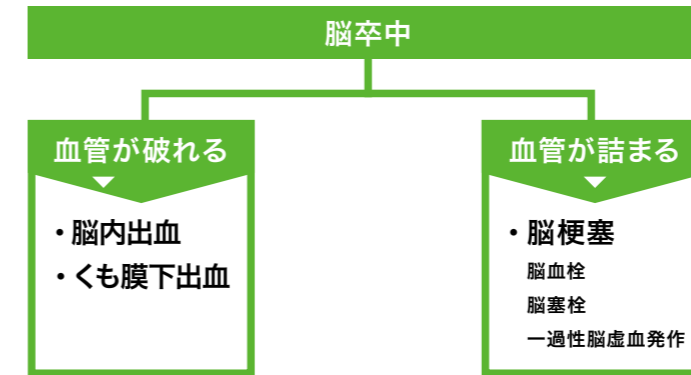 脳卒中
血管が破れる
・脳内出血
・くも膜下出血
血管が詰まる
・脳梗塞
脳血栓
脳塞栓
一過性脳虚血発作